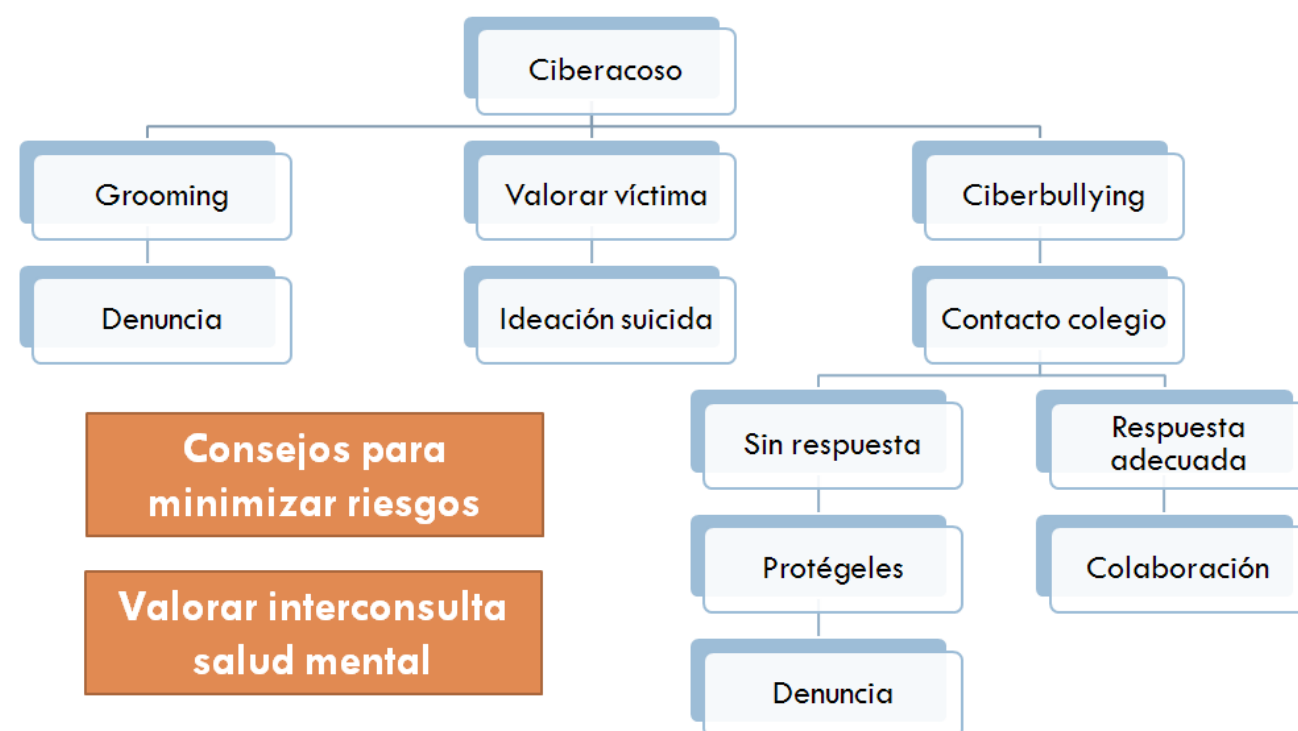 Ciberacoso
Grooming
Valorar víctima
Ciberbullying
Denuncia
Ideación suicida
Contacto colegio
Sin respuesta
Respuesta
adecuada
Consejos para
minimizar riesgos
Protégeles
Colaboración
Valorar interconsulta
salud mental
Denuncia